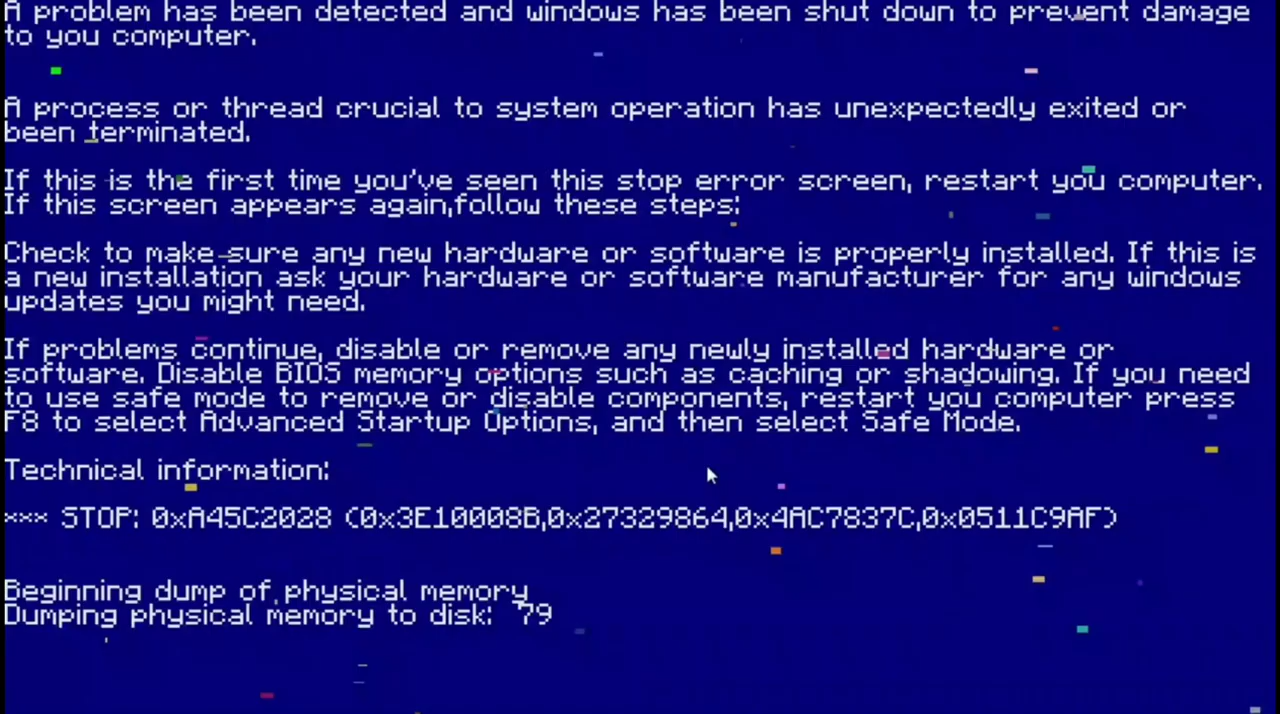 A problem has been detected and windows has been shut down to prevent damage
to you computer.
A process or thread crucial to system operation has unexpectedly exited or
been terminated.
If this is the first time you've seen this stop error screen, restart you computer.
If this screen appears again,follow these steps:
Check to make sure any new hardware or software is properly installed. If this is
a new installation ask your hardware or software manufacturer for any windows
updates you might need.
If problems continue, disable or remove any newly installed hardware or
software. Disable BIOS memory options such as caching or shadowing. If you need
to use safe mode to remove or disable components, restart you computer press
F8 to select Advanced Startup Options, and then select Safe Mode.
Technical information:
*** STOP: 0xA45C2028 (0x3E10008B,0x27329864,0x4AC7837C,0x0511C9AF)
Beginning dump of physical memory
Dumping physical memory to disk: 79